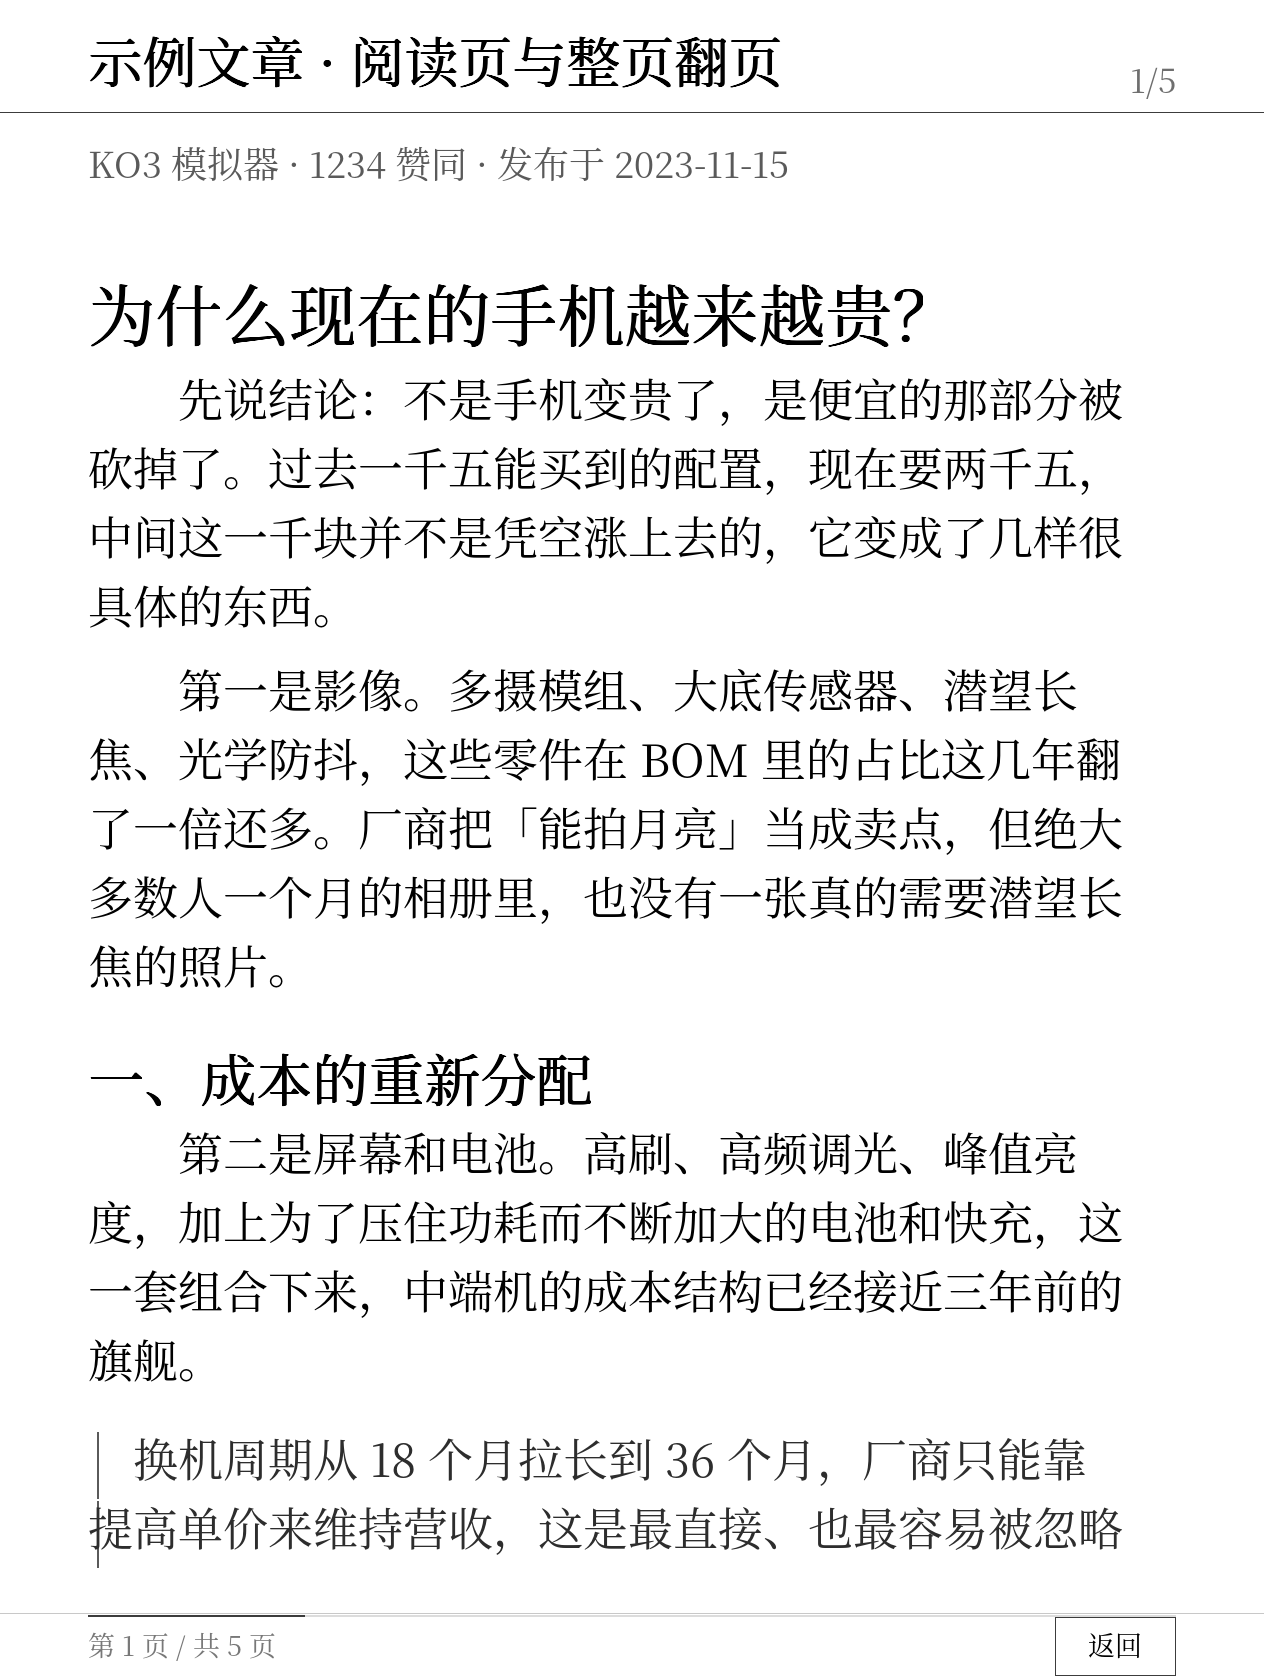 示例文章 · 阅读页与整页翻页
1/5
KO3 模拟器 · 1234 赞同 · 发布于 2023-11-15
为什么现在的手机越来越贵？
先说结论：不是手机变贵了，是便宜的那部分被
砍掉了。过去一千五能买到的配置，现在要两千五，
中间这一千块并不是凭空涨上去的，它变成了几样很
具体的东西。
第一是影像。多摄模组、大底传感器、潜望长
焦、光学防抖，这些零件在 BOM 里的占比这几年翻
了一倍还多。厂商把「能拍月亮」当成卖点，但绝大
多数人一个月的相册里，也没有一张真的需要潜望长
焦的照片。
一、成本的重新分配
第二是屏幕和电池。高刷、高频调光、峰值亮
度，加上为了压住功耗而不断加大的电池和快充，这
一套组合下来，中端机的成本结构已经接近三年前的
旗舰。
换机周期从 18 个月拉长到 36 个月，厂商只能靠
提高单价来维持营收，这是最直接、也最容易被忽略
第 1 页 / 共 5 页
返回